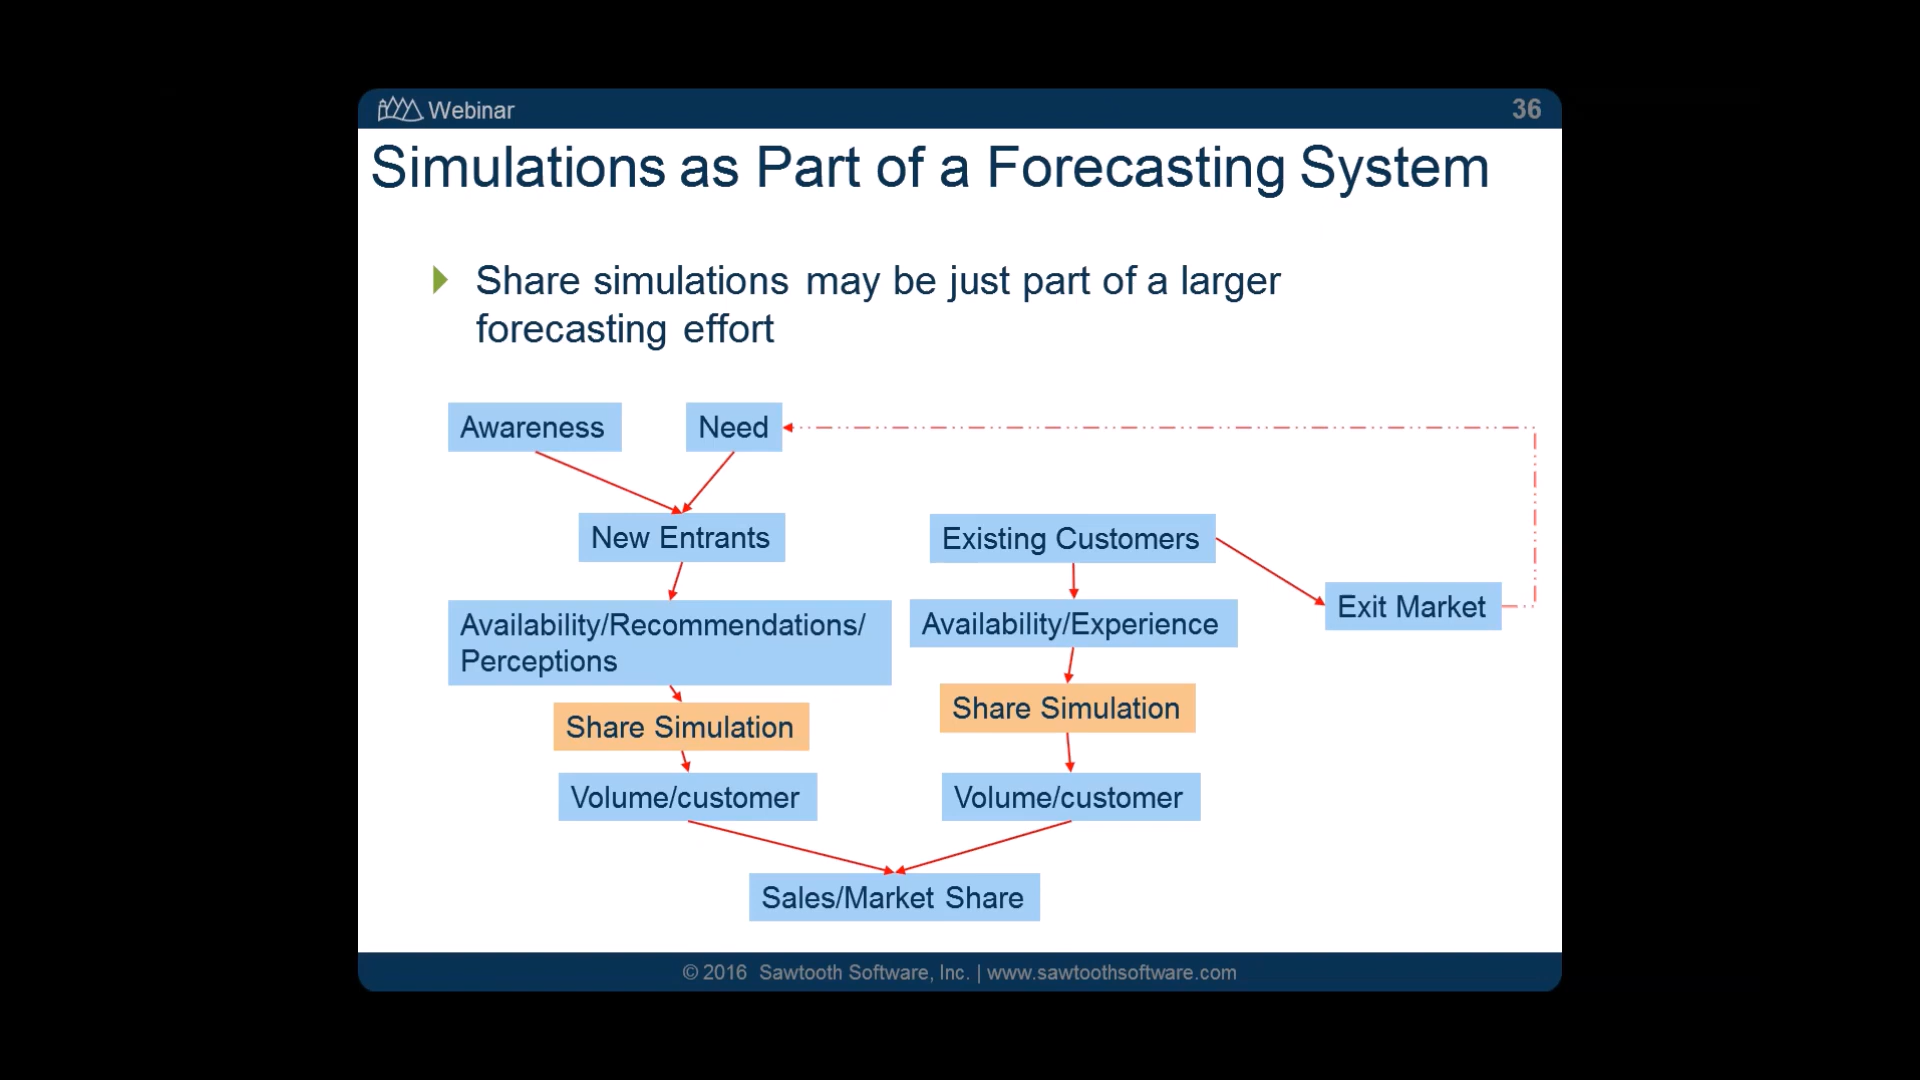 Webinar
36
Simulations as Part of a Forecasting System
Share simulations may be just part of a larger
forecasting effort
Awareness
Need
New Entrants
Existing Customers
Exit Market
Availability/Recommendations/
Perceptions
Availability/Experience
Share Simulation
Share Simulation
Volume/customer
Volume/customer
Sales/Market Share
© 2016 Sawtooth Software, Inc. | www.sawtoothsoftware.com